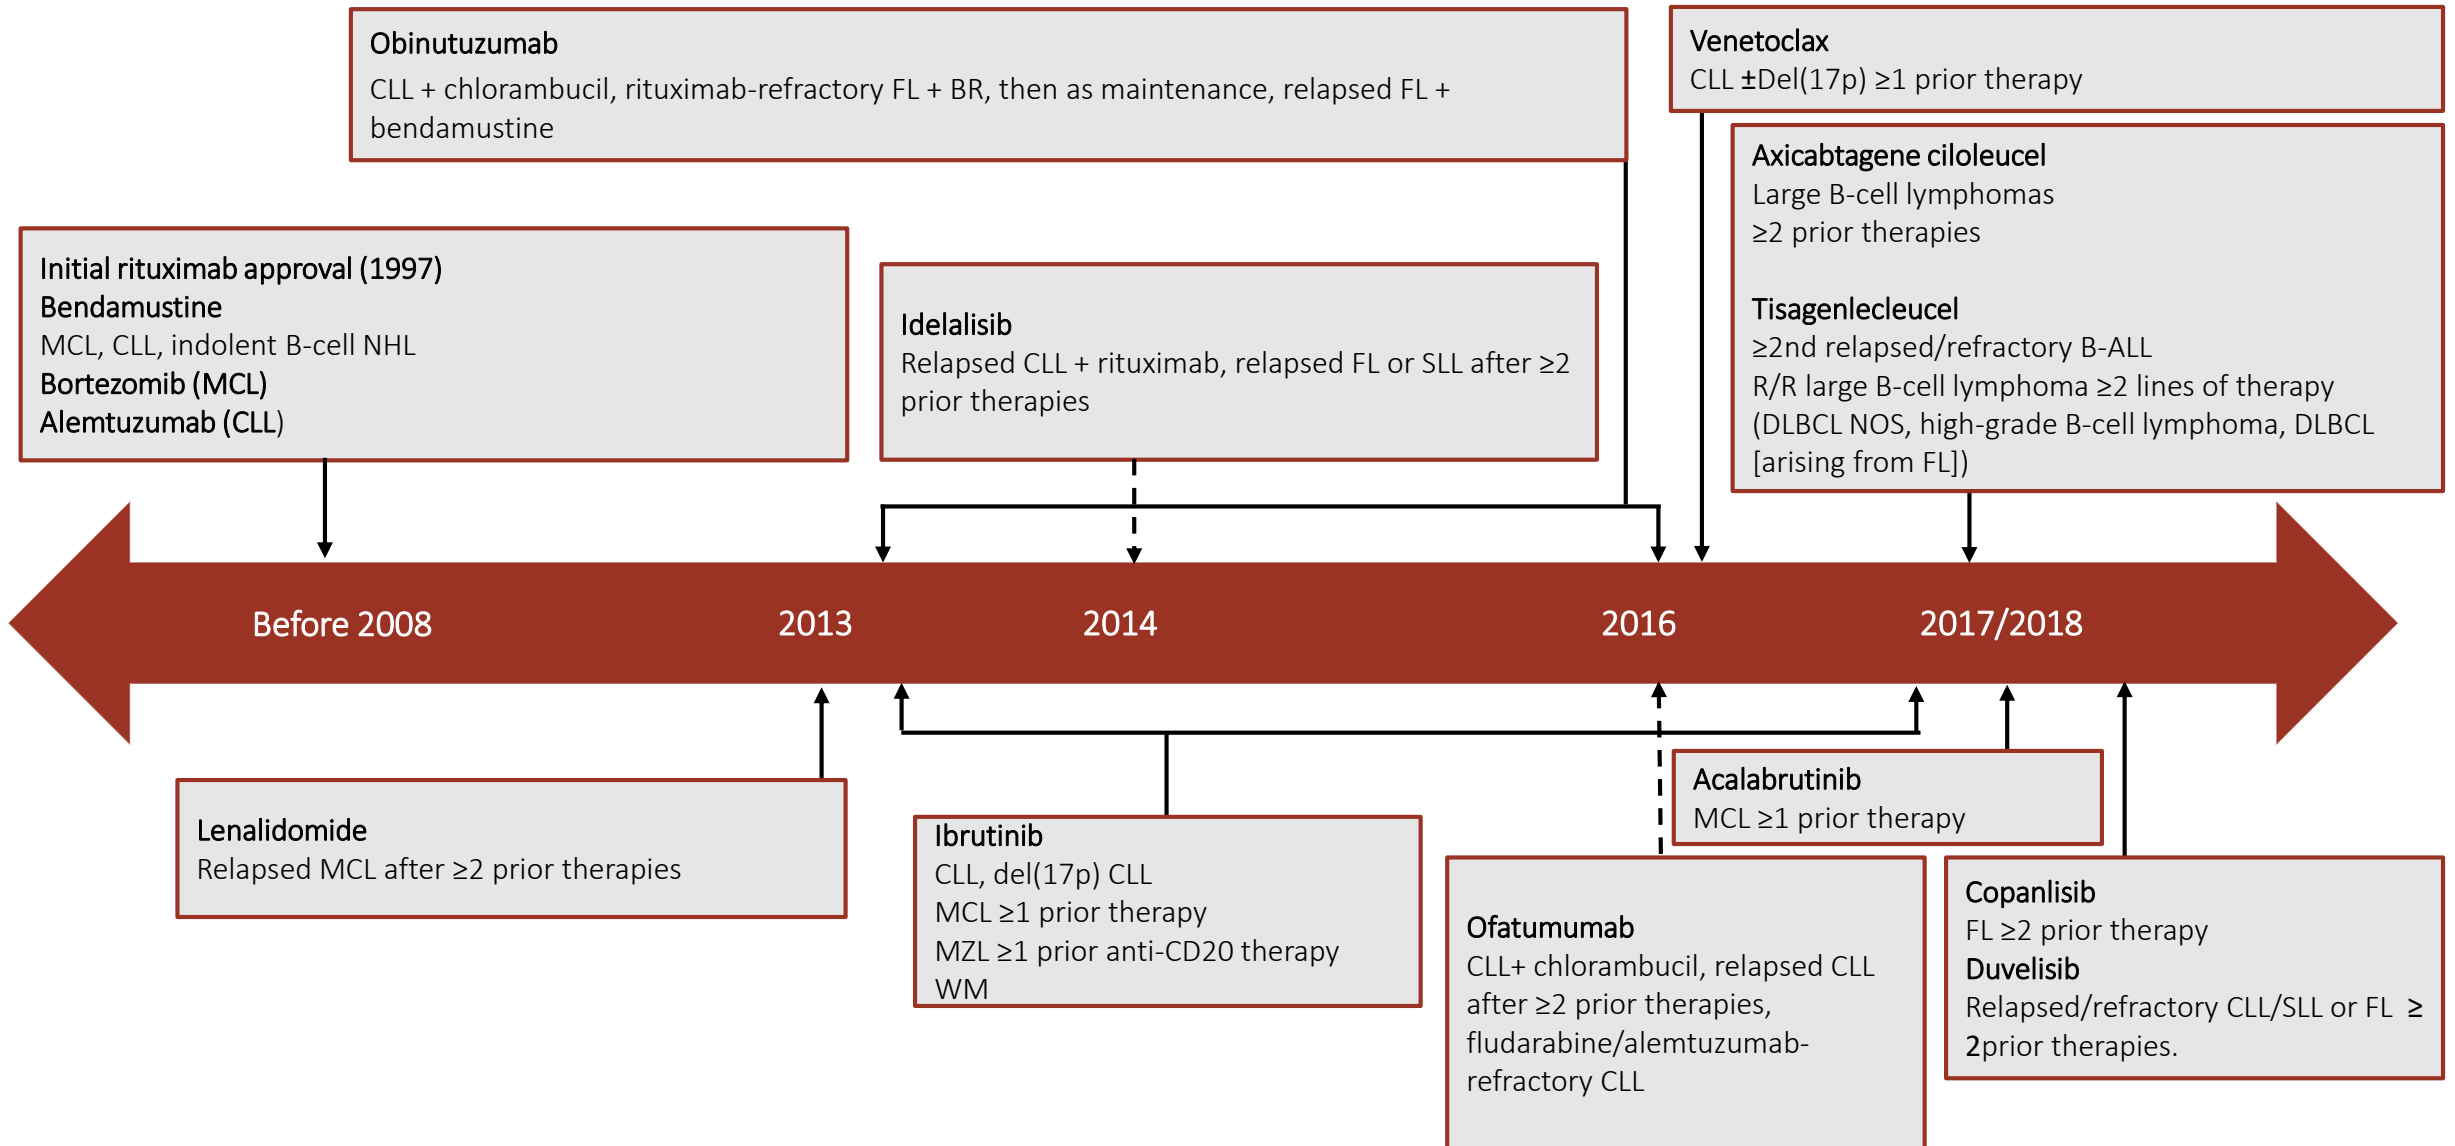 Obinutuzumab
CLL + chlorambucil, rituximab-refractory FL + BR, then as maintenance, relapsed FL +
bendamustine
Venetoclax
CLL ±Del(17p) ≥1 prior therapy
Axicabtagene ciloleucel
Large B-cell lymphomas
≥2 prior therapies
Tisagenlecleucel
≥2nd relapsed/refractory B-ALL
R/R large B-cell lymphoma ≥2 lines of therapy
(DLBCL NOS, high-grade B-cell lymphoma, DLBCL
[arising from FL])
Initial rituximab approval (1997)
Bendamustine
MCL, CLL, indolent B-cell NHL
Bortezomib (MCL)
Alemtuzumab (CLL)
Idelalisib
Relapsed CLL + rituximab, relapsed FL or SLL after ≥2
prior therapies
Before 2008
2013
2014
2016
2017/2018
Lenalidomide
Relapsed MCL after ≥2 prior therapies
Ibrutinib
CLL, del(17p) CLL
MCL ≥1 prior therapy
MZL ≥1 prior anti-CD20 therapy
WM
Acalabrutinib
MCL ≥1 prior therapy
Ofatumumab
CLL+ chlorambucil, relapsed CLL
after ≥2 prior therapies,
fludarabine/alemtuzumab-
refractory CLL
Copanlisib
FL ≥2 prior therapy
Duvelisib
Relapsed/refractory CLL/SLL or FL ≥
2prior therapies.